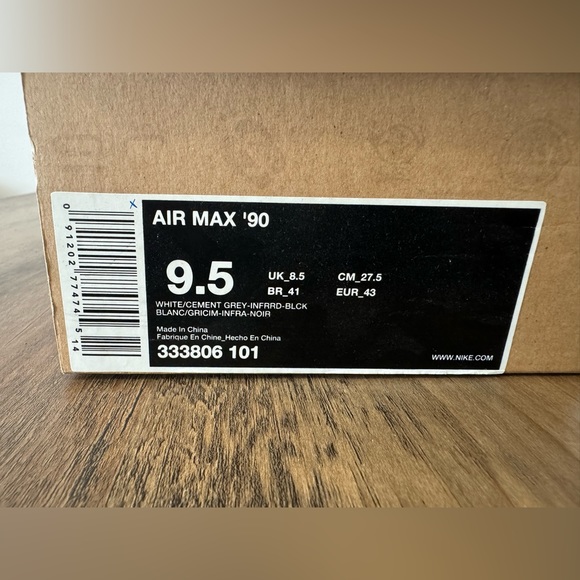 AIR MAX '90
9.5
UK_8.5 CM_27.5
BR_41 EUR_43
WHITE/CEMENT GREY-INFRRD-BLCK
BLANC/GRICIM-INFRA-NOIR
Made In China
Fabrique En Chine_Hecho En China
333806 101
WWW.NIKE.COM
0 91202 77474 5 14
X